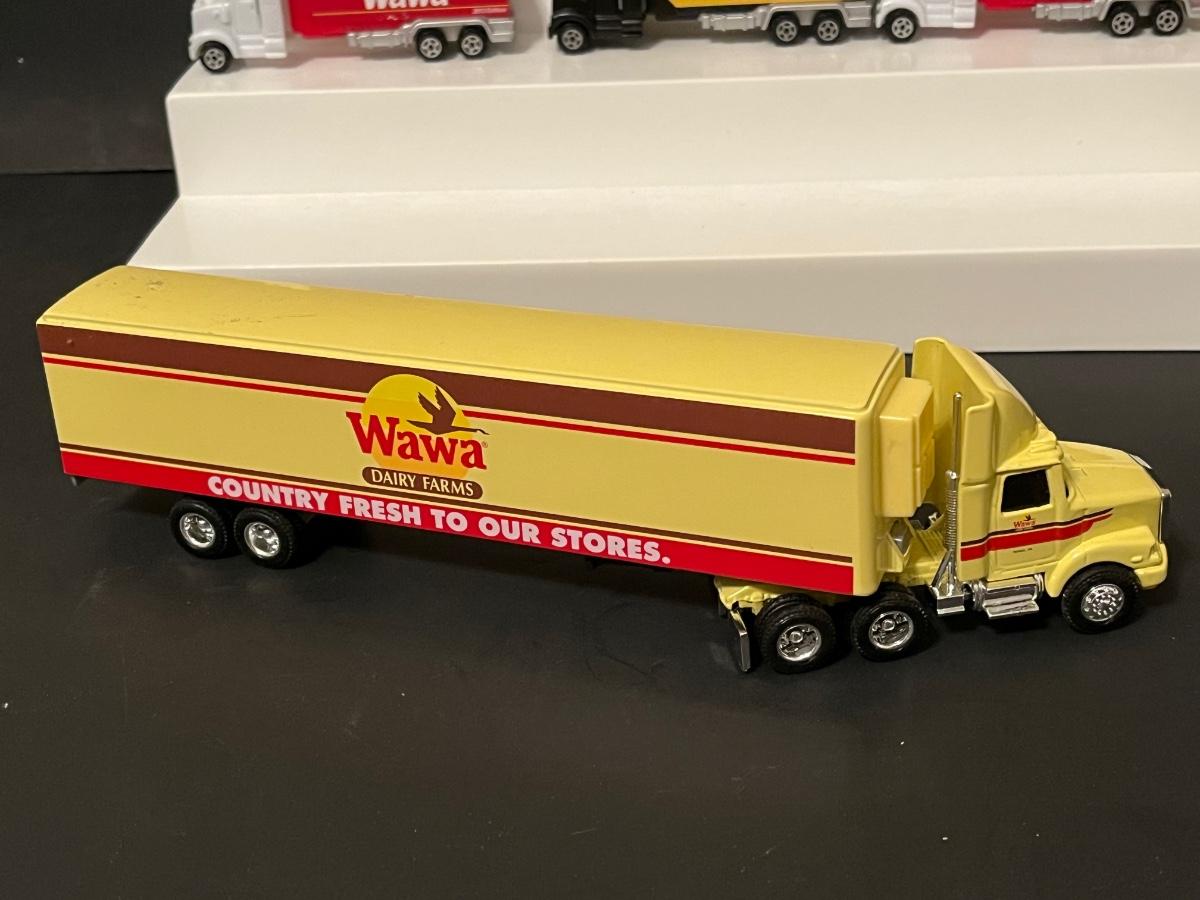 Wawa
Wawa®
DAIRY FARMS
COUNTRY FRESH TO OUR STORES.
Wawa